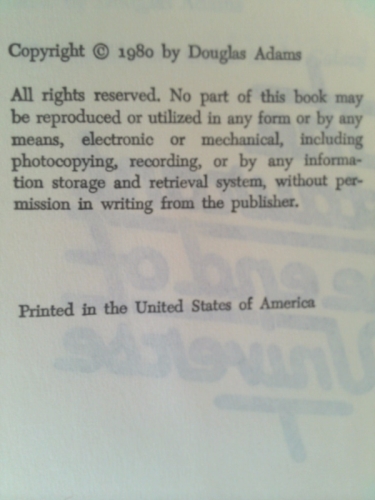 Copyright © 1980 by Douglas Adams
All rights reserved. No part of this book may
be reproduced or utilized in any form or by any
means, electronic or mechanical, including
photocopying, recording, or by any informa-
tion storage and retrieval system, without per-
mission in writing from the publisher.
Printed in the United States of America